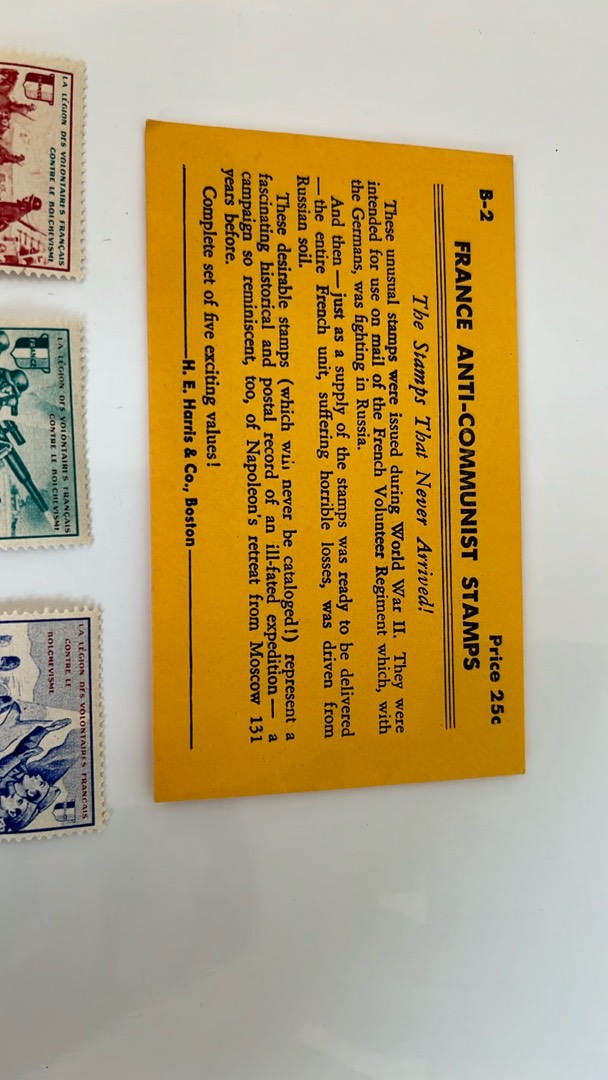 B-2
Price 25c
FRANCE ANTI-COMMUNIST STAMPS
The Stamps That Never Arrived!
These unusual stamps were issued during World War II. They were
intended for use on mail of the French Volunteer Regiment which, with
the Germans, was fighting in Russia.
And then — just as a supply of the stamps was ready to be delivered
— the entire French unit, suffering horrible losses, was driven from
Russian soil.
These desirable stamps (which will never be cataloged!) represent a
fascinating historical and postal record of an ill-fated expedition — a
campaign so reminiscent, too, of Napoleon's retreat from Moscow 131
years before.
Complete set of five exciting values!
H. E. Harris & Co., Boston
LA LÉGION DES VOLONTAIRES FRANÇAIS
CONTRE LE BOLCHEVISME
FRANCE
LA LÉGION DES VOLONTAIRES FRANÇAIS
CONTRE LE BOLCHEVISME
FRANCE
LA LÉGION DES VOLONTAIRES FRANÇAIS
CONTRE LE
BOLCHEVISME